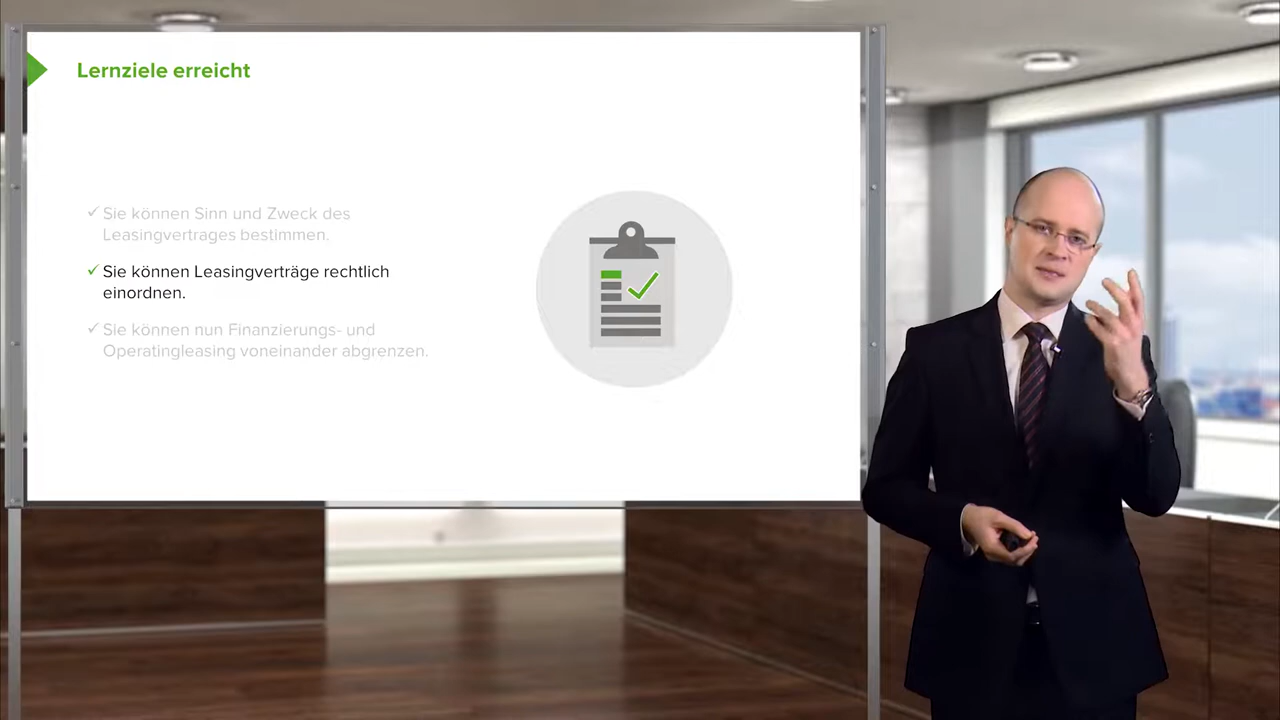 Lernziele erreicht
✓ Sie können Sinn und Zweck des
Leasingvertrages bestimmen.
✓ Sie können Leasingverträge rechtlich
einordnen.
✓ Sie können nun Finanzierungs- und
Operatingleasing voneinander abgrenzen.